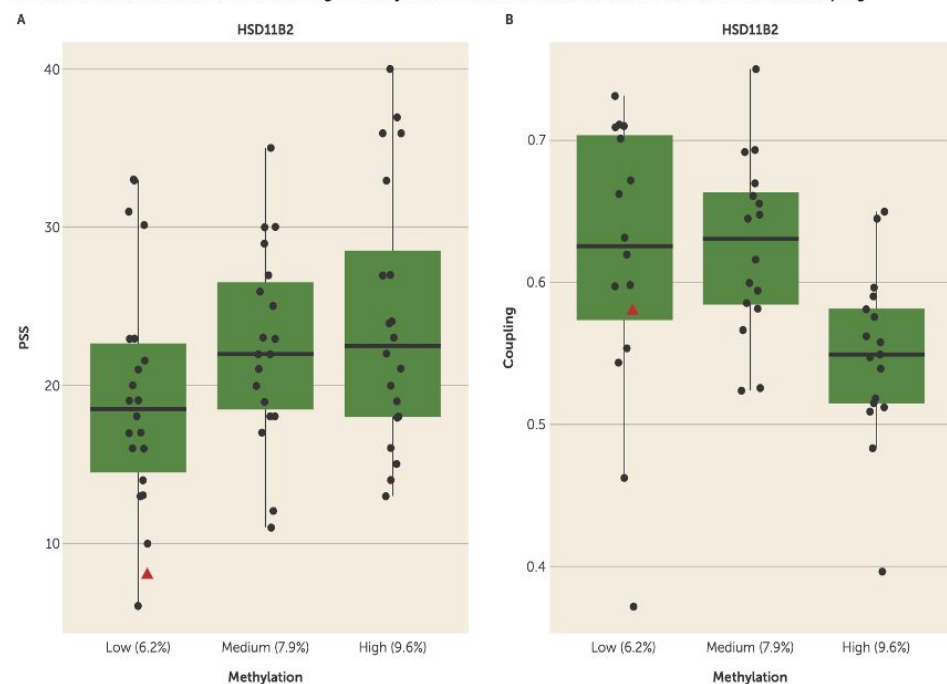 A
HSD11B2
40
30
20
10
PSS
Low (6.2%)
Medium (7.9%)
High (9.6%)
Methylation
B
HSD11B2
0.7
0.6
0.5
0.4
Coupling
Low (6.2%)
Medium (7.9%)
High (9.6%)
Methylation